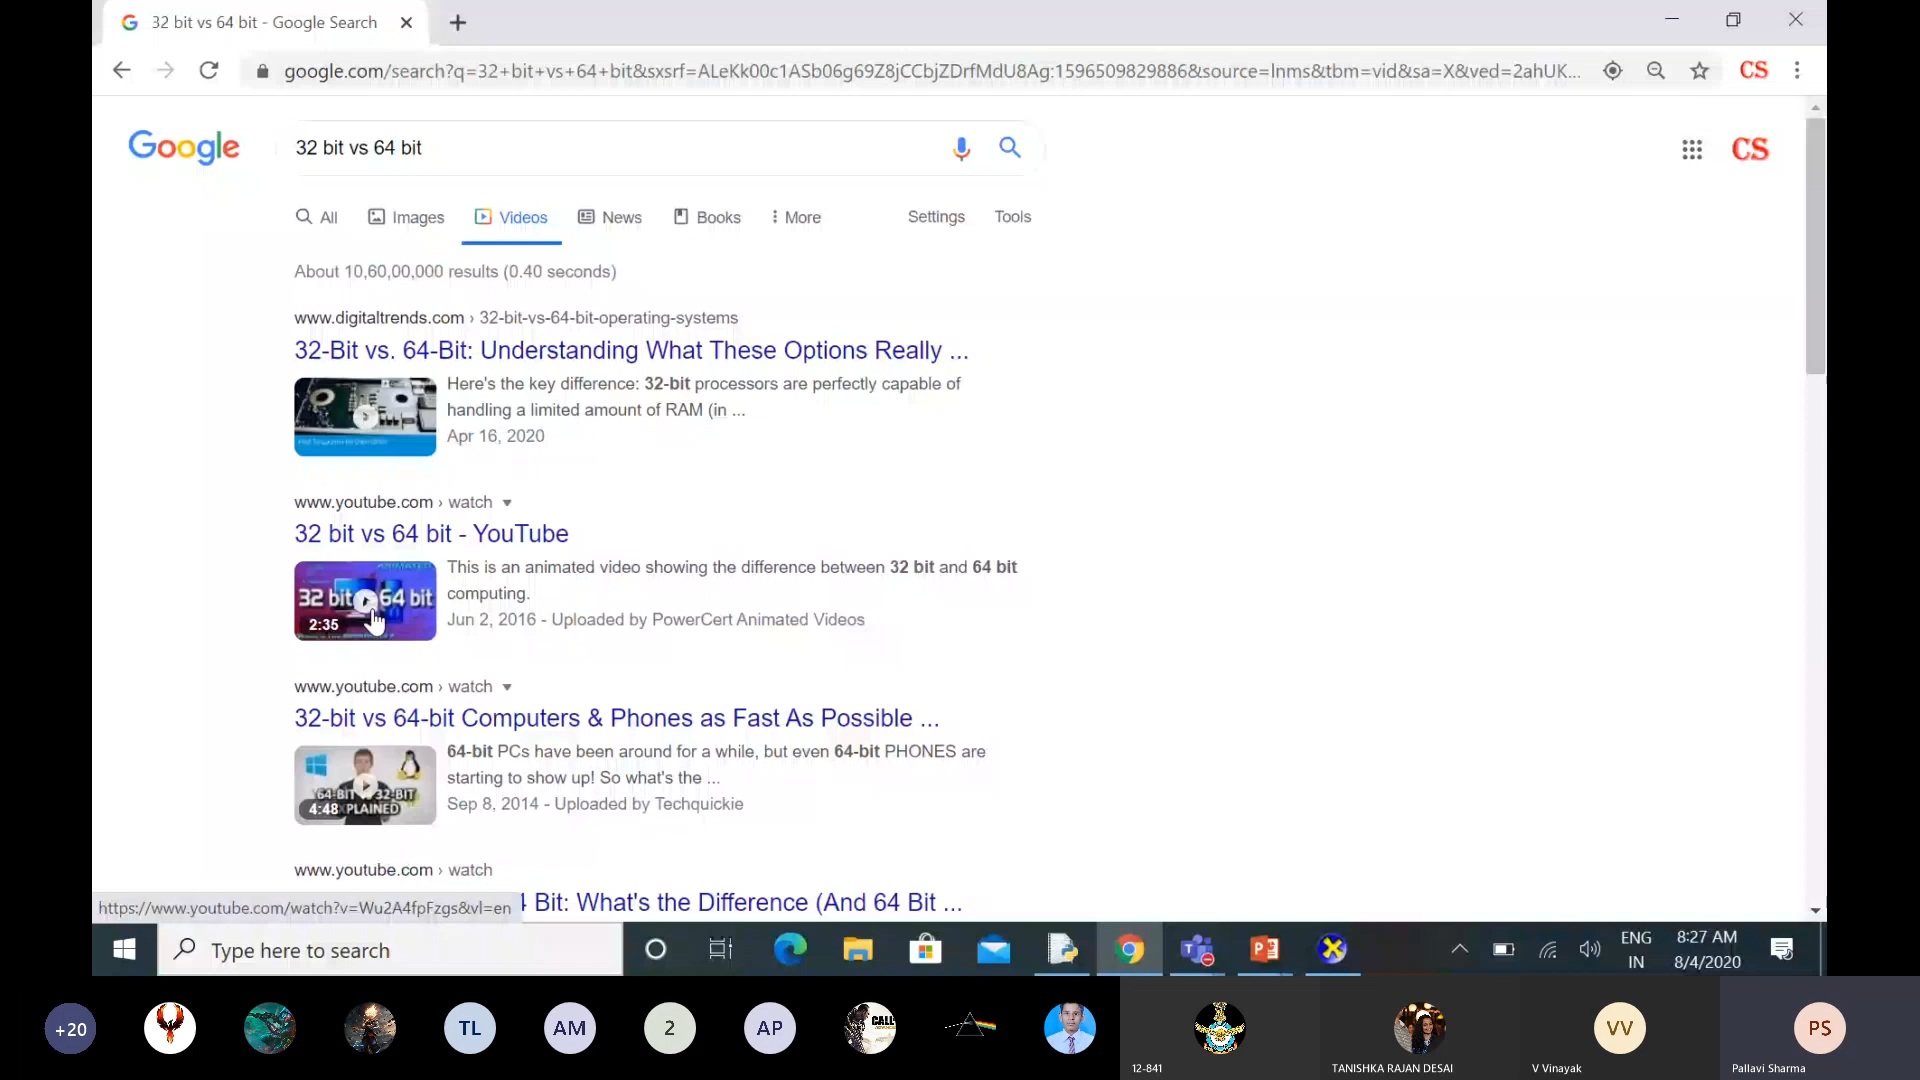 32 bit vs 64 bit - Google Search
google.com/search?q=32+bit+vs+64+bit&sxsrf=ALeKk00c1ASb06g69Z8jCCbjZDrfMdU8Ag:1596509829886&source=lnms&tbm=vid&sa=X&ved=2ahUK...
CS
Google
32 bit vs 64 bit
CS
All Images Videos News Books More Settings Tools
About 10,60,00,000 results (0.40 seconds)
www.digitaltrends.com › 32-bit-vs-64-bit-operating-systems
32-Bit vs. 64-Bit: Understanding What These Options Really ...
Here's the key difference: 32-bit processors are perfectly capable of
handling a limited amount of RAM (in ...
Apr 16, 2020
www.youtube.com › watch
32 bit vs 64 bit - YouTube
This is an animated video showing the difference between 32 bit and 64 bit
computing.
Jun 2, 2016 - Uploaded by PowerCert Animated Videos
32 bit 64 bit
2:35
www.youtube.com › watch
32-bit vs 64-bit Computers & Phones as Fast As Possible ...
64-bit PCs have been around for a while, but even 64-bit PHONES are
starting to show up! So what's the ...
Sep 8, 2014 - Uploaded by Techquickie
64-BIT 32-BIT
PLAINED
4:48
www.youtube.com › watch
4 Bit: What's the Difference (And 64 Bit ...
https://www.youtube.com/watch?v=Wu2A4fpFzgs&vl=en
Type here to search
ENG
IN
8:27 AM
8/4/2020
+20
TL
AM
2
AP
CALL
VV
PS
12-841
TANISHKA RAJAN DESAI
V Vinayak
Pallavi Sharma